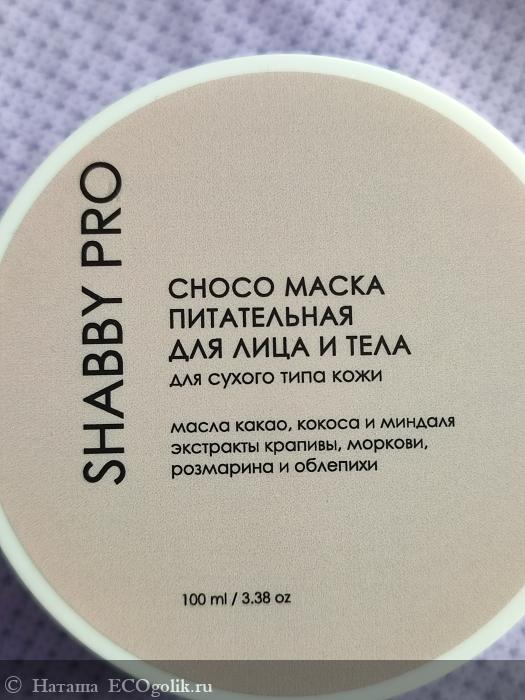 SHABBY PRO
CHOCO МАСКА
ПИТАТЕЛЬНАЯ
ДЛЯ ЛИЦА И ТЕЛА
для сухого типа кожи
масла какао, кокоса и миндаля
экстракты крапивы, моркови,
розмарина и облепихи
100 ml / 3.38 oz
© Наташа ECOgolik.ru